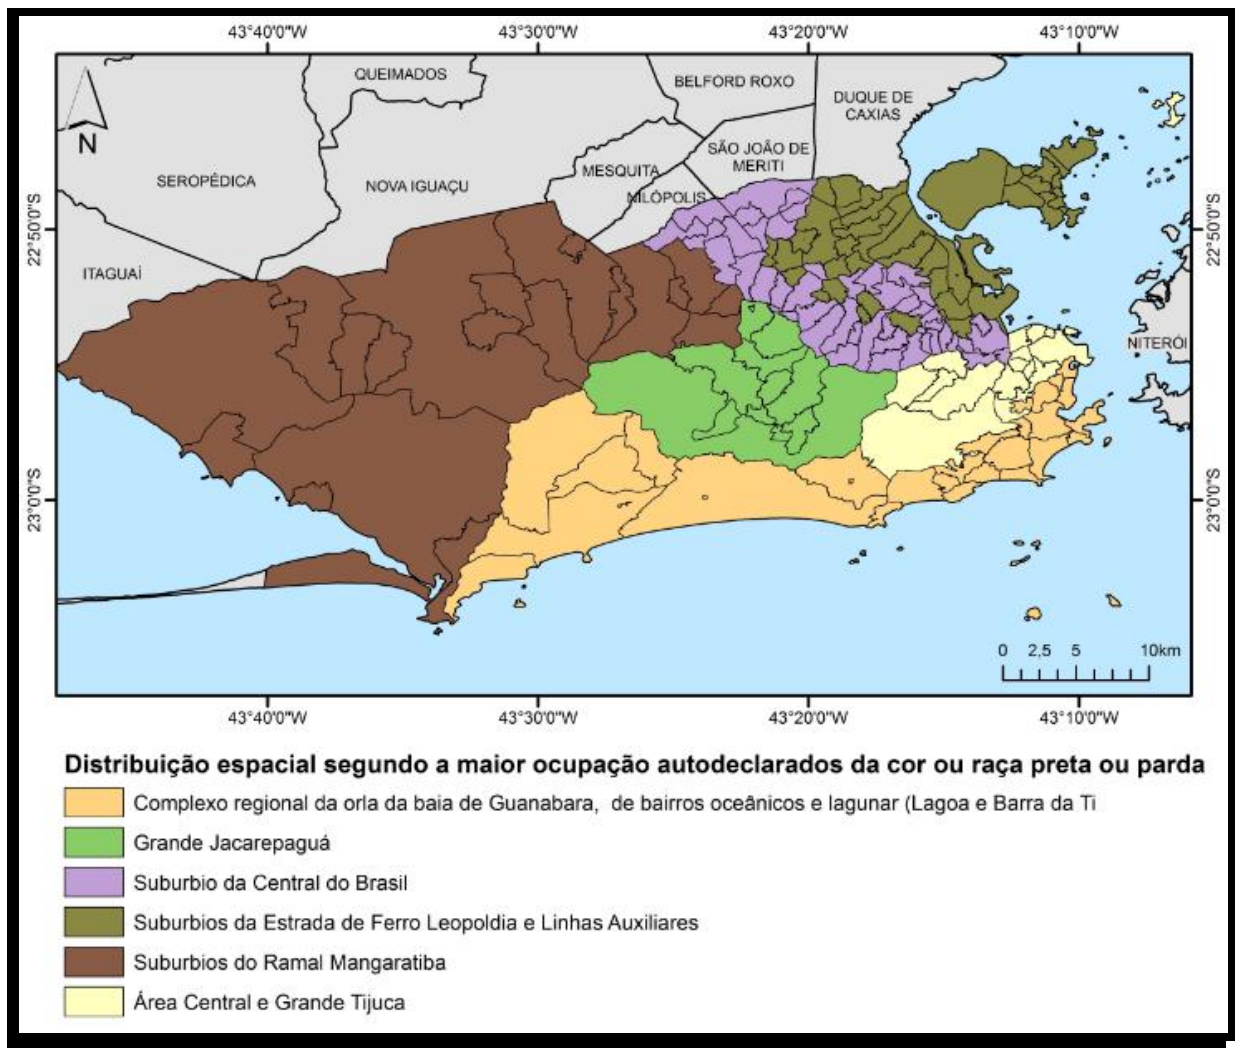 43°40'0"W 43°30'0"W 43°20'0"W 43°10'0"W
QUEIMADOS
BELFORD ROXO
DUQUE DE
CAXIAS
N
SÃO JOÃO DE
MERITI
MESQUITA
SEROPÉDICA
NOVA IGUAÇU
NILÓPOLIS
22°50'0"S
22°50'0"S
ITAGUAÍ
NITERÓI
23°0'0"S
23°0'0"S
0 2,5 5 10km
43°40'0"W 43°30'0"W 43°20'0"W 43°10'0"W
Distribuição espacial segundo a maior ocupação autodeclarados da cor ou raça preta ou parda
Complexo regional da orla da baia de Guanabara, de bairros oceânicos e lagunar (Lagoa e Barra da Ti
Grande Jacarepaguá
Suburbio da Central do Brasil
Suburbios da Estrada de Ferro Leopoldia e Linhas Auxiliares
Suburbios do Ramal Mangaratiba
Área Central e Grande Tijuca